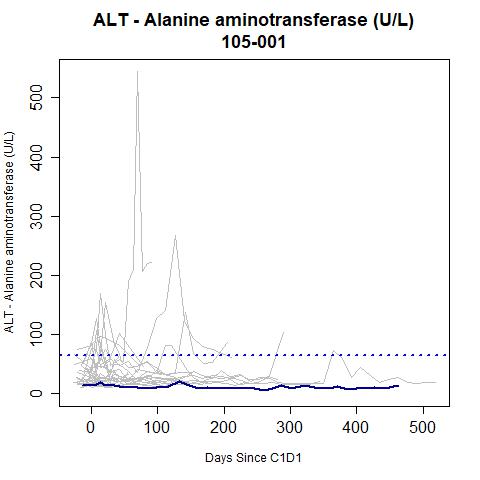 ALT - Alanine aminotransferase (U/L)
105-001
ALT - Alanine aminotransferase (U/L)
500
400
300
200
100
0
0 100 200 300 400 500
Days Since C1D1